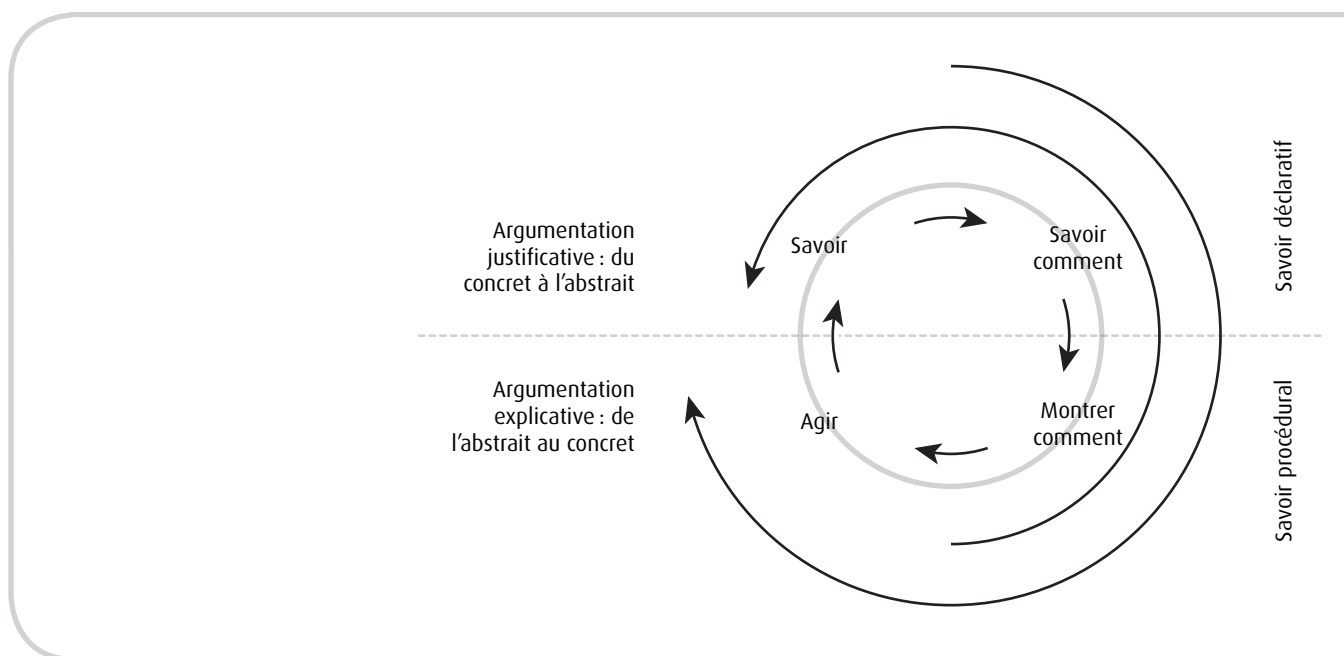 Argumentation
justificative : du
concret à l’abstrait
Savoir
Savoir
comment
Savoir déclaratif
Argumentation
explicative : de
l’abstrait au concret
Agir
Montrer
comment
Savoir procédural